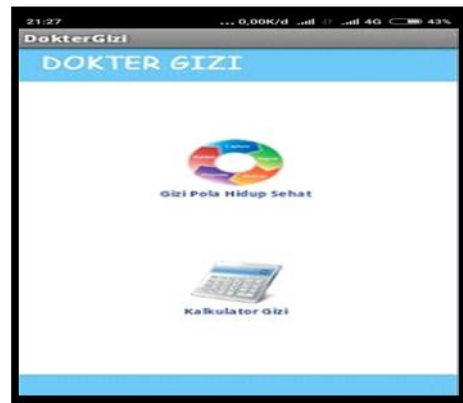 21:27 ... 0,00K/d 4G 43%
DokterGizi
DOKTER GIZI
Gizi Pola Hidup Sehat
Kalkulator Gizi